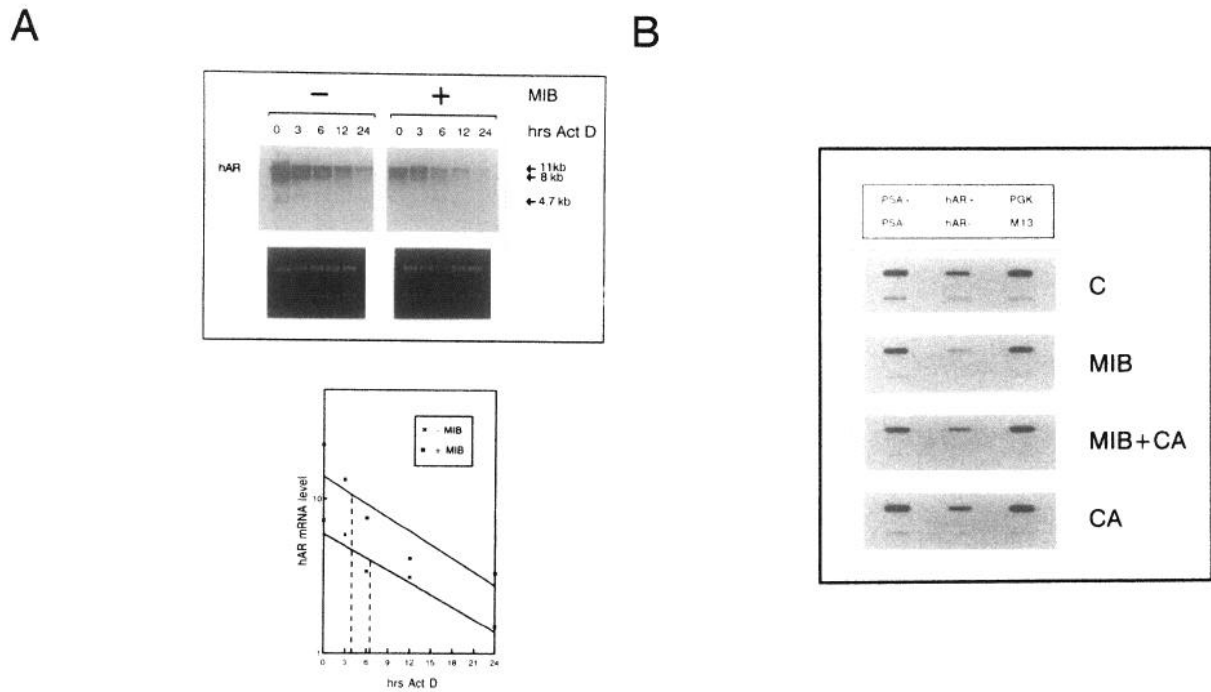 A
− + MIB
0 3 6 12 24 0 3 6 12 24 hrs Act D
hAR
11kb
8 kb
4.7 kb
× - MIB
■ + MIB
hAR mRNA level
10
1
0 3 6 9 12 15 18 21 24
hrs Act D
B
PSA + hAR + PGK
PSA- hAR- M13
C
MIB
MIB+CA
CA